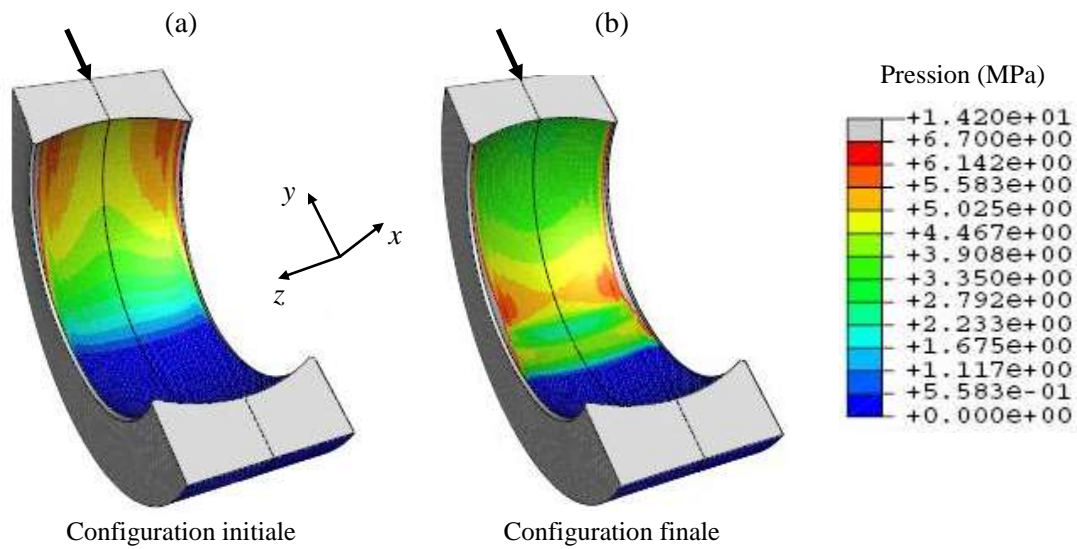 (a)
(b)
Pression (MPa)
+1.420e+01
+6.700e+00
+6.142e+00
+5.583e+00
+5.025e+00
+4.467e+00
+3.908e+00
+3.350e+00
+2.792e+00
+2.233e+00
+1.675e+00
+1.117e+00
+5.583e-01
+0.000e+00
y
x
z
Configuration initiale
Configuration finale